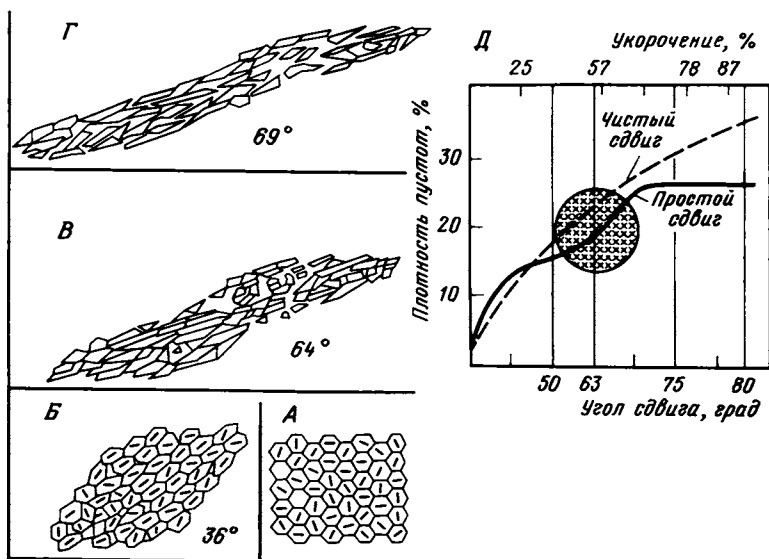 Г
69°
В
64°
Б
36°
А
Д
Укорочение, %
25 57 78 87
Плотность пустот, %
30
20
10
Чистый
сдвиг
Простой
сдвиг
50 63 75 80
Угол сдвига, град